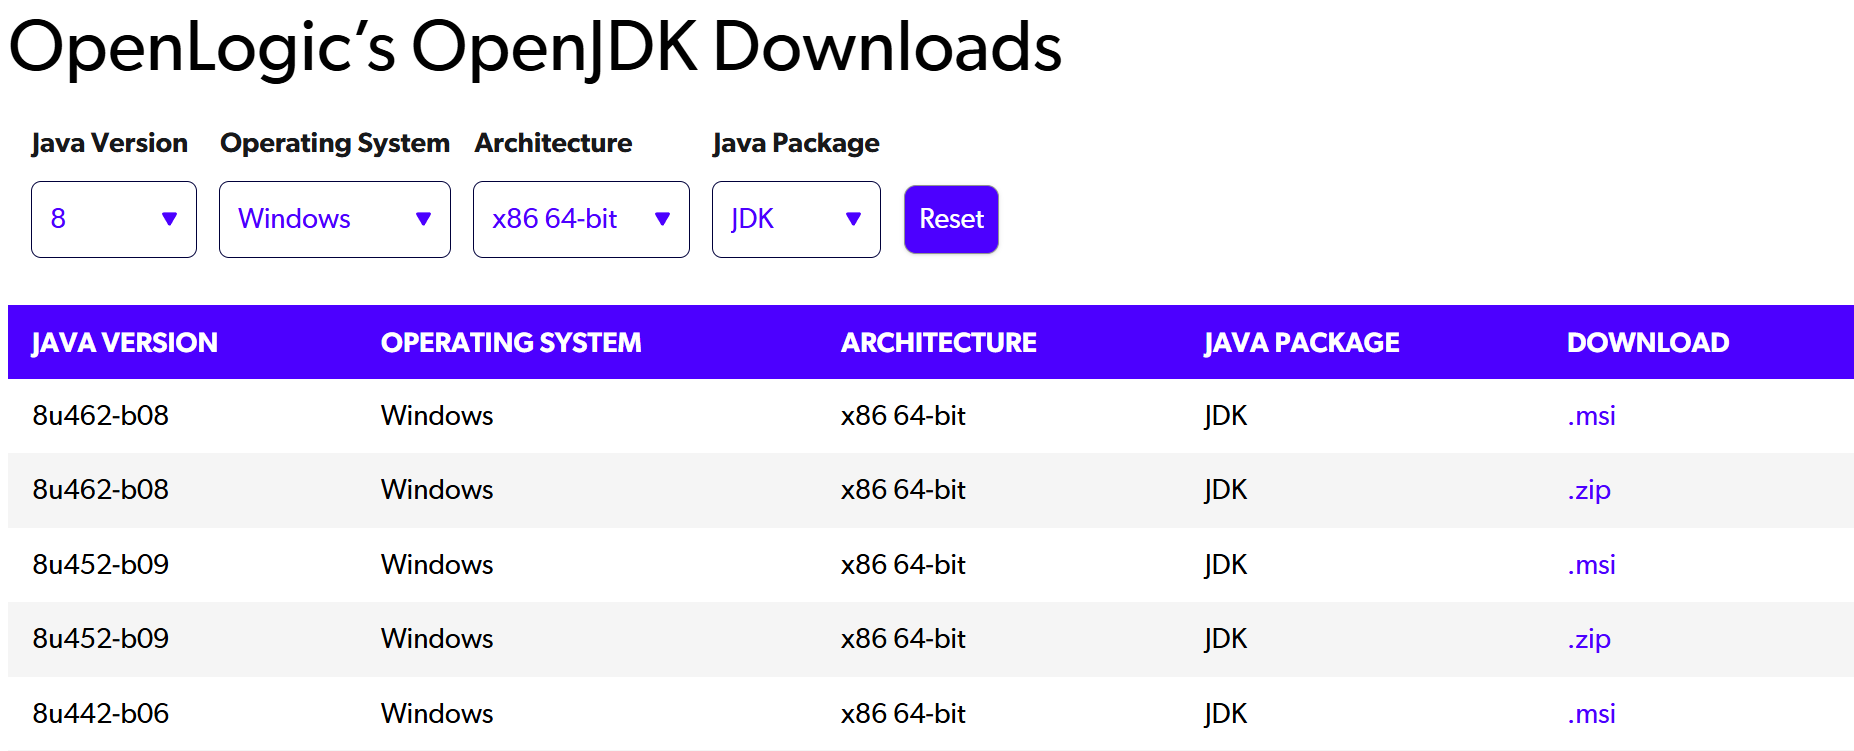 OpenLogic’s OpenJDK Downloads
Java Version Operating System Architecture Java Package
8 Windows x86 64-bit JDK Reset
JAVA VERSION OPERATING SYSTEM ARCHITECTURE JAVA PACKAGE DOWNLOAD
8u462-b08 Windows x86 64-bit JDK .msi
8u462-b08 Windows x86 64-bit JDK .zip
8u452-b09 Windows x86 64-bit JDK .msi
8u452-b09 Windows x86 64-bit JDK .zip
8u442-b06 Windows x86 64-bit JDK .msi